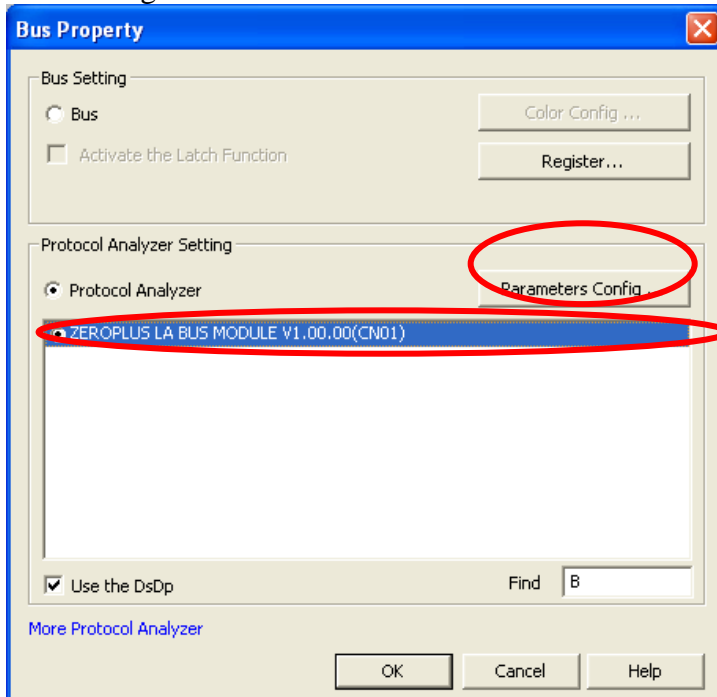 Bus Property
Bus Setting
Bus
Color Config ...
Activate the Latch Function
Register...
Protocol Analyzer Setting
Protocol Analyzer
Parameters Config ...
ZEROPLUS LA BUS MODULE V1.00.00(CN01)
Use the DsDp
Find B
More Protocol Analyzer
OK Cancel Help